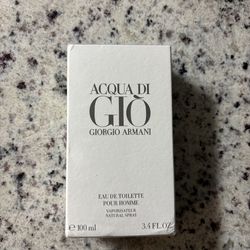 ACQUA DI
GIÒ
GIORGIO ARMANI
EAU DE TOILETTE
POUR HOMME
VAPORISATEUR
NATURAL SPRAY
e 100 ml 3.4 FL.OZ